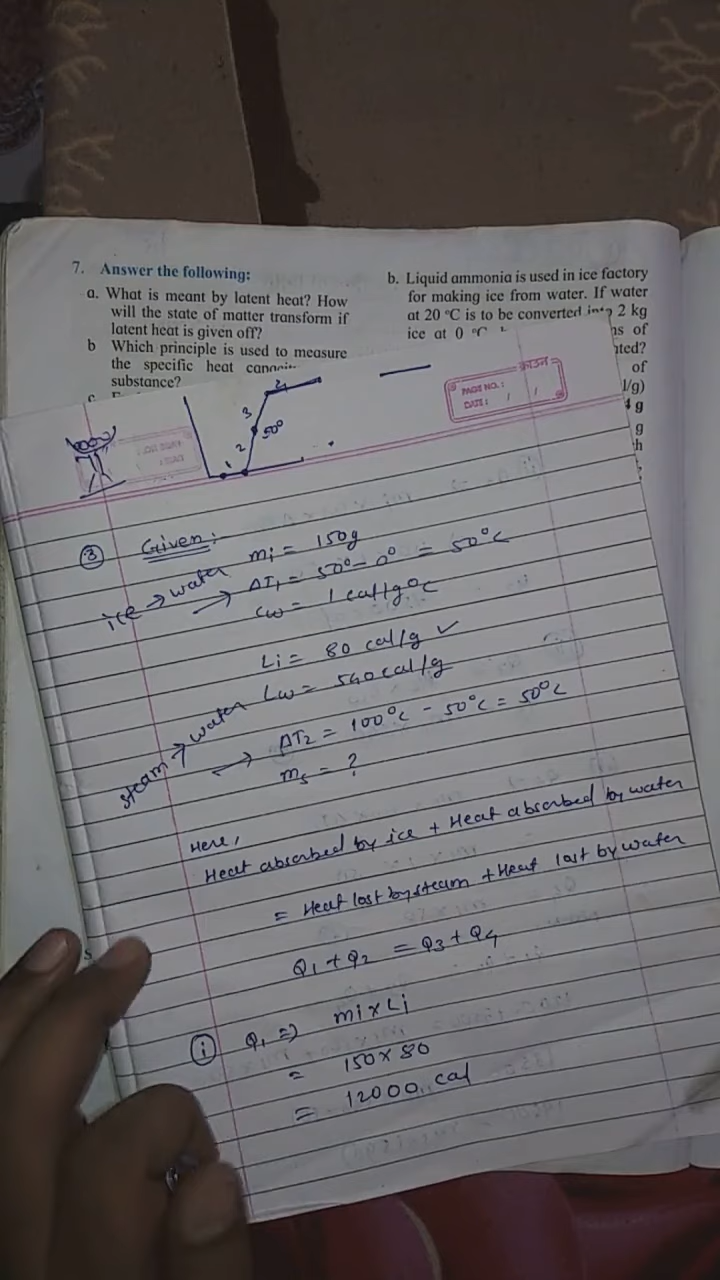 7. Answer the following:
a. What is meant by latent heat? How
will the state of matter transform if
latent heat is given off?
b Which principle is used to measure
the specific heat
substance?
b. Liquid ammonia is used in ice factory
for making ice from water. If water
at 20 °C is to be converted into 2 kg
ice at 0 °C
of
of
g
PAGE NO.:
DATE: / /
2
3
50°
2
1
③ Given:
ice → water mi = 150g
→ ΔT1 = 50° - 0° = 50°C
cw = 1 cal/g°C
Li = 80 cal/g ✓
steam → water Lw = 540 cal/g
→ ΔT2 = 100°C - 50°C = 50°C
ms = ?
Here,
Heat absorbed by ice + Heat absorbed by water
= Heat lost by steam + Heat lost by water
Q1 + Q2 = Q3 + Q4
(i) Q1 ⇒ mi x Li
= 150 x 80
= 12000 cal